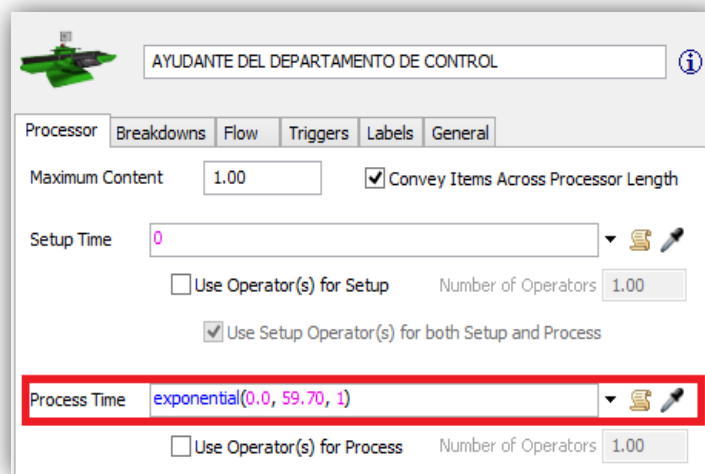 AYUDANTE DEL DEPARTAMENTO DE CONTROL
Processor Breakdowns Flow Triggers Labels General
Maximum Content 1.00 Convey Items Across Processor Length
Setup Time 0
Use Operator(s) for Setup Number of Operators 1.00
Use Setup Operator(s) for both Setup and Process
Process Time exponential(0.0, 59.70, 1)
Use Operator(s) for Process Number of Operators 1.00